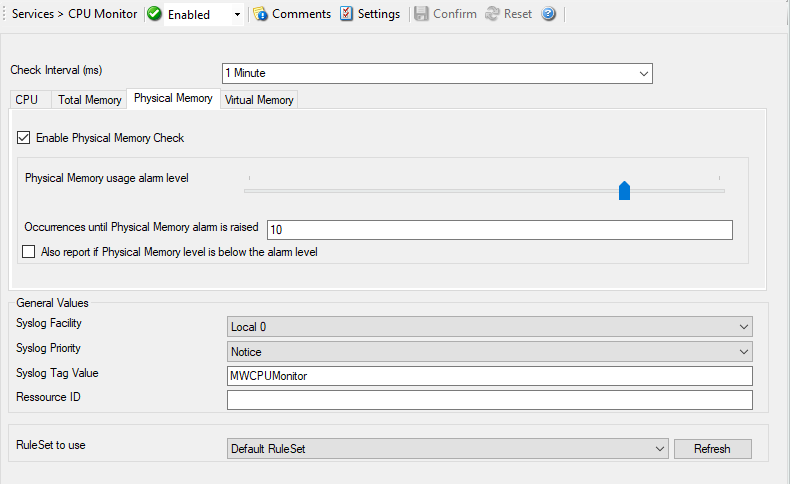 Services > CPU Monitor Enabled Comments Settings Confirm Reset
Check Interval (ms) 1 Minute
CPU Total Memory Physical Memory Virtual Memory
Enable Physical Memory Check
Physical Memory usage alarm level
Occurrences until Physical Memory alarm is raised 10
Also report if Physical Memory level is below the alarm level
General Values
Syslog Facility Local 0
Syslog Priority Notice
Syslog Tag Value MWCPUMonitor
Ressource ID
RuleSet to use Default RuleSet Refresh